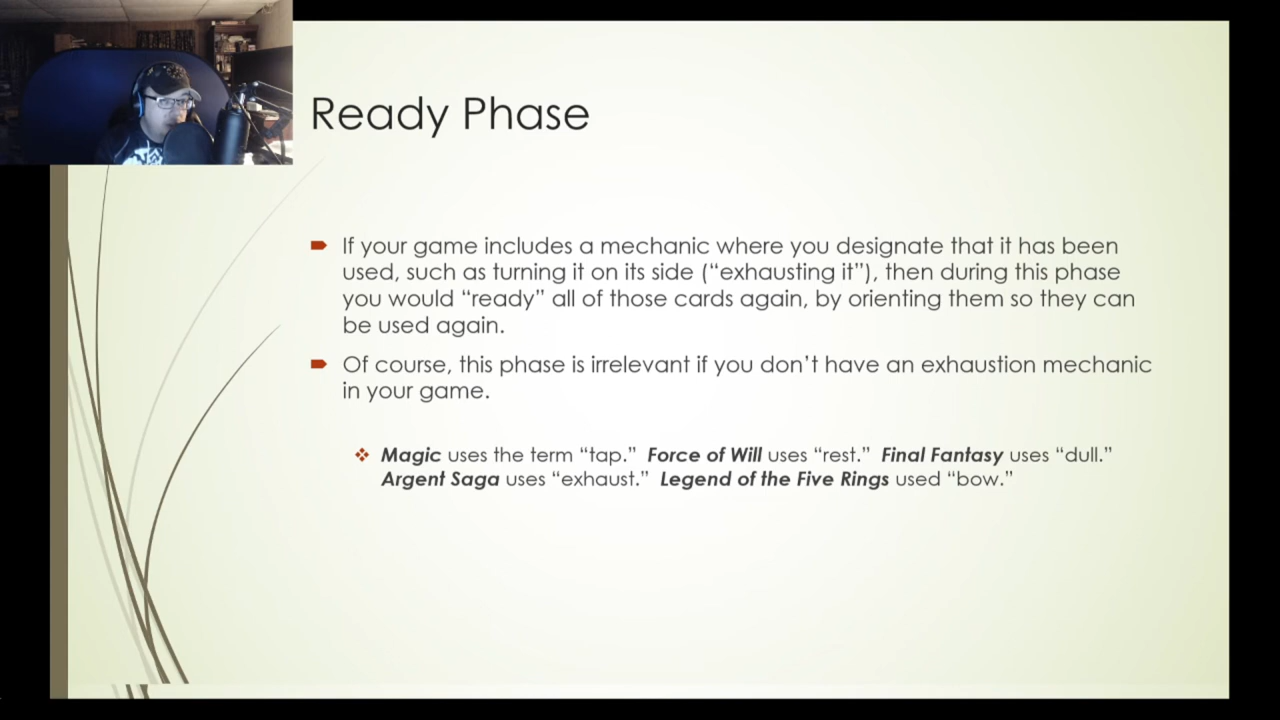 Ready Phase
If your game includes a mechanic where you designate that it has been
used, such as turning it on its side (“exhausting it”), then during this phase
you would “ready” all of those cards again, by orienting them so they can
be used again.
Of course, this phase is irrelevant if you don’t have an exhaustion mechanic
in your game.
Magic uses the term “tap.” Force of Will uses “rest.” Final Fantasy uses “dull.”
Argent Saga uses “exhaust.” Legend of the Five Rings used “bow.”